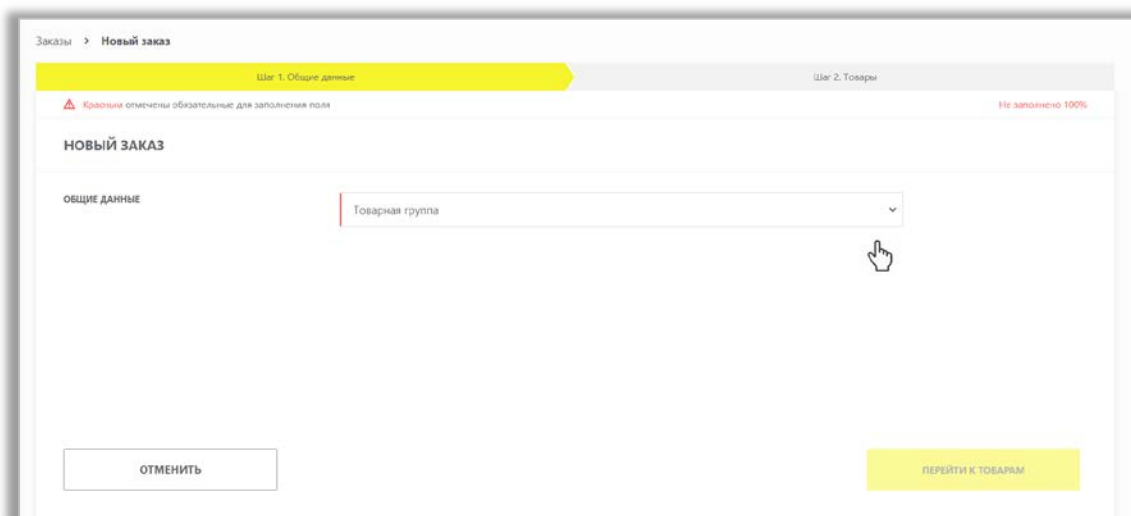 Заказы > Новый заказ
Шаг 1. Общие данные
Шаг 2. Товары
Красным отмечены обязательные для заполнения поля
Не заполнено 100%
НОВЫЙ ЗАКАЗ
ОБЩИЕ ДАННЫЕ
Товарная группа
ОТМЕНИТЬ
ПЕРЕЙТИ К ТОВАРАМ